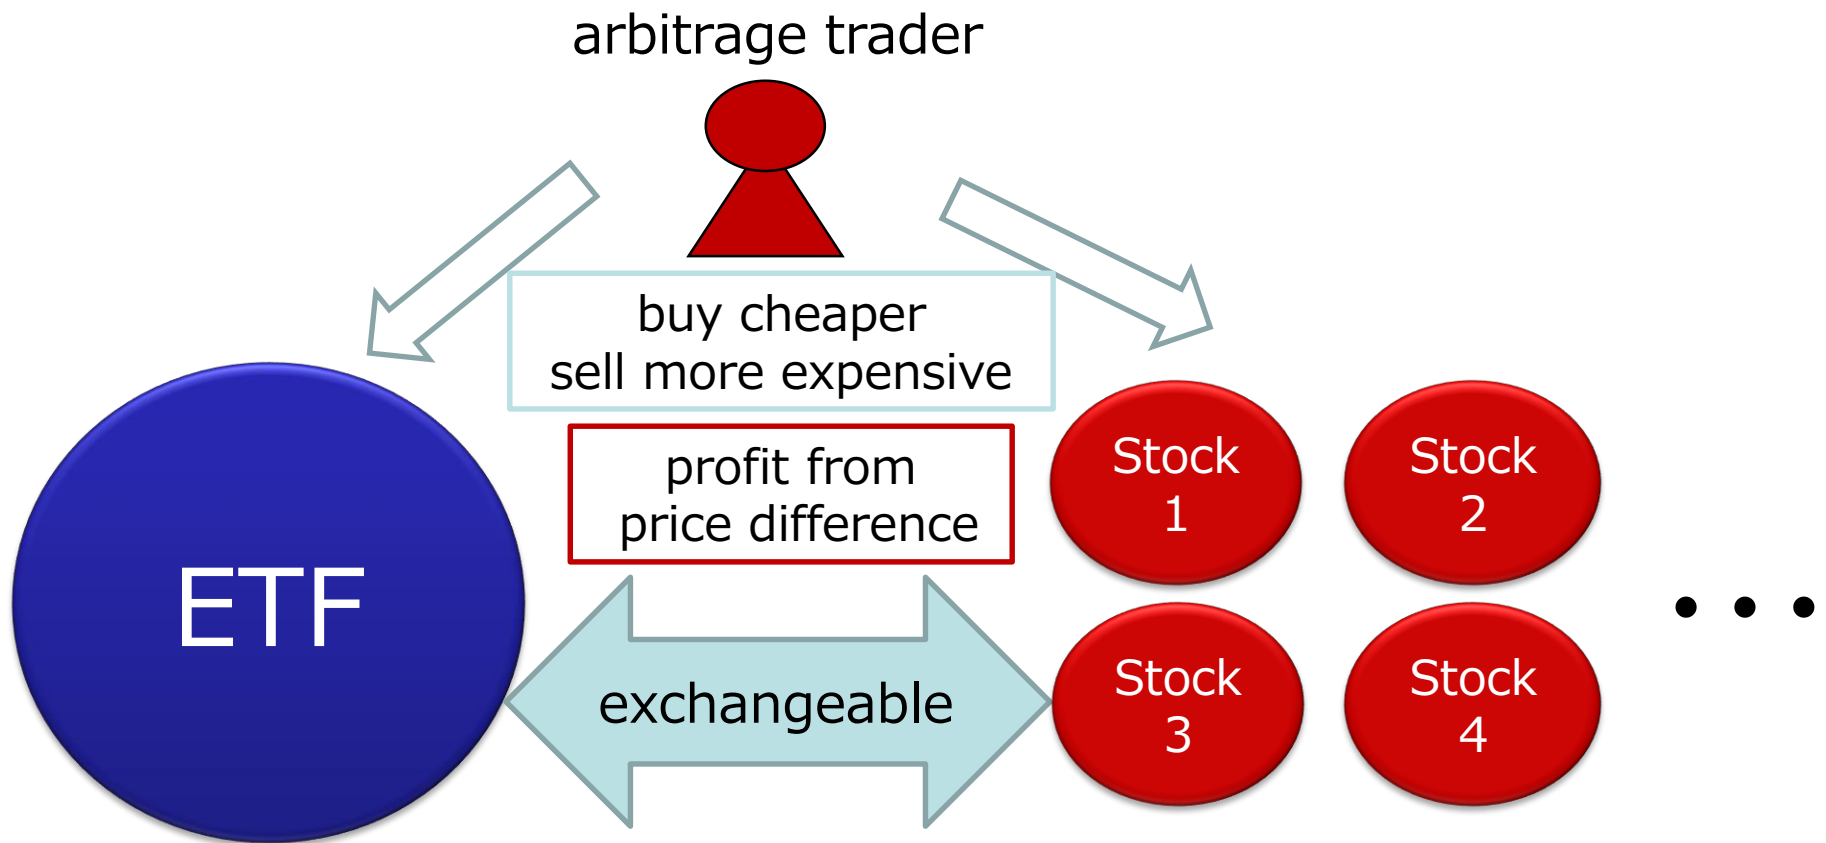 arbitrage trader
buy cheaper
sell more expensive
profit from
price difference
ETF
exchangeable
Stock
1
Stock
2
Stock
3
Stock
4
• • •